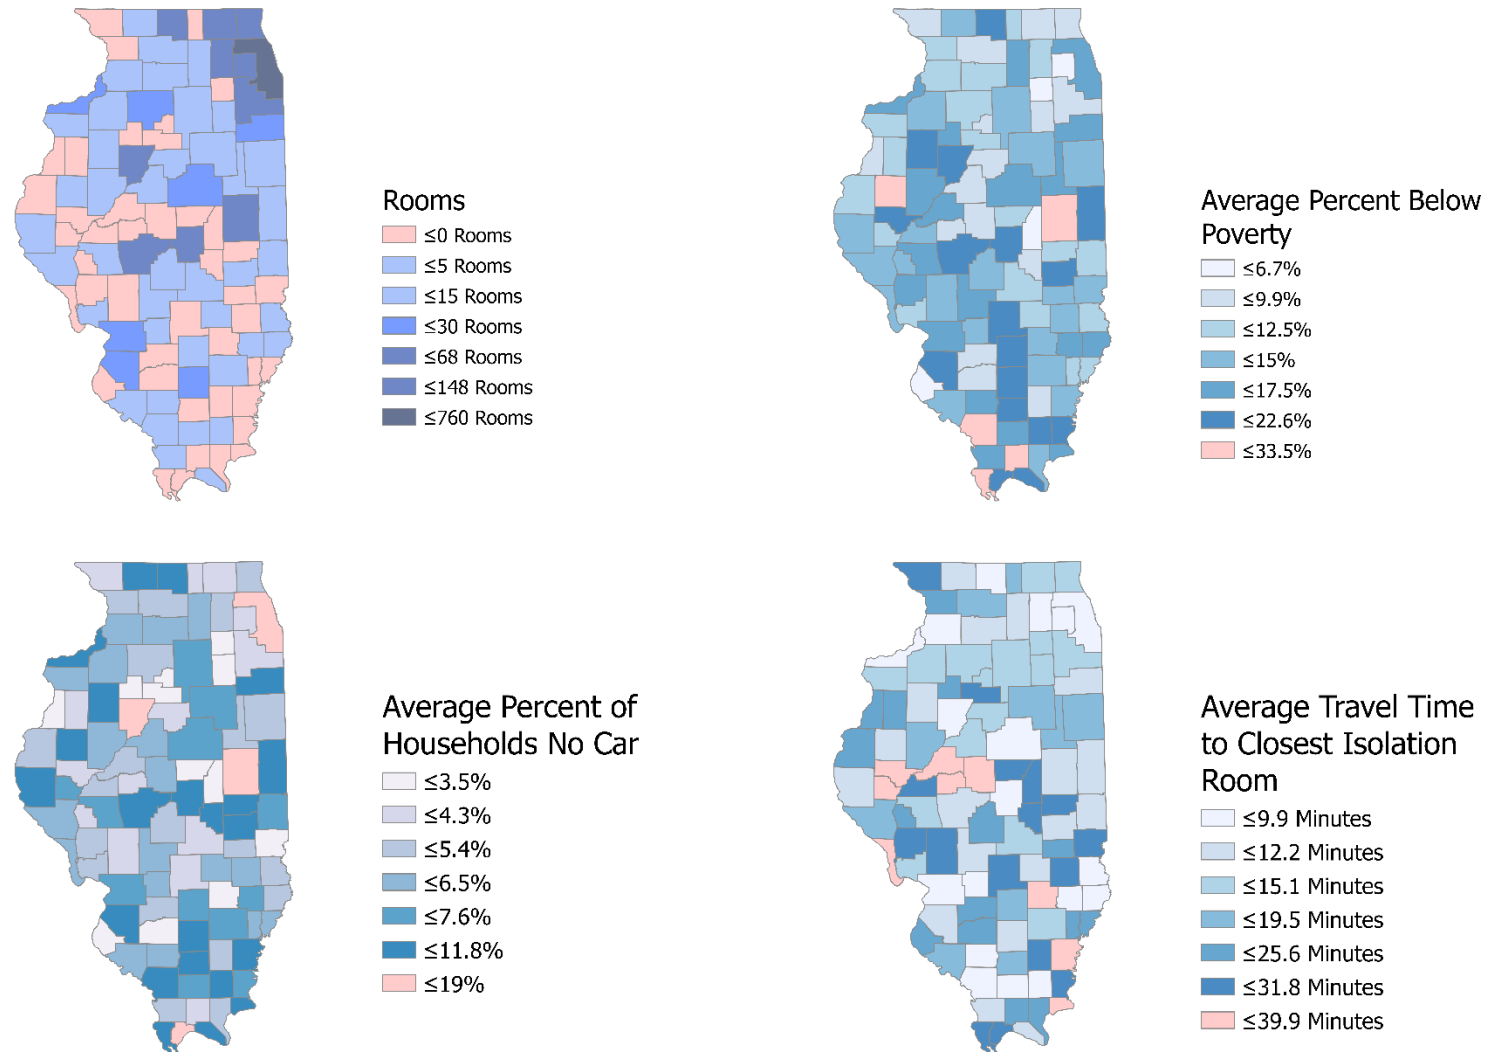 Rooms
≤0 Rooms
≤5 Rooms
≤15 Rooms
≤30 Rooms
≤68 Rooms
≤148 Rooms
≤760 Rooms
Average Percent Below
Poverty
≤6.7%
≤9.9%
≤12.5%
≤15%
≤17.5%
≤22.6%
≤33.5%
Average Percent of
Households No Car
≤3.5%
≤4.3%
≤5.4%
≤6.5%
≤7.6%
≤11.8%
≤19%
Average Travel Time
to Closest Isolation
Room
≤9.9 Minutes
≤12.2 Minutes
≤15.1 Minutes
≤19.5 Minutes
≤25.6 Minutes
≤31.8 Minutes
≤39.9 Minutes